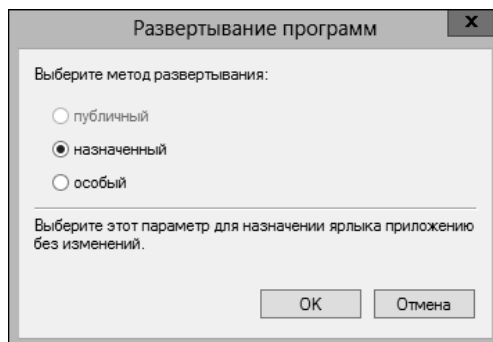 Развертывание программ
x
Выберите метод развертывания:
публичный
назначенный
особый
Выберите этот параметр для назначении ярлыка приложению
без изменений.
OK
Отмена